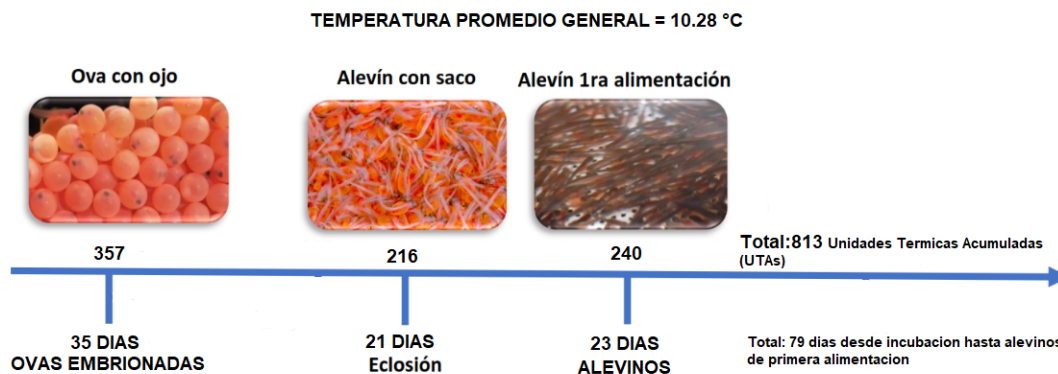 TEMPERATURA PROMEDIO GENERAL = 10.28 °C
Ova con ojo
Alevín con saco
Alevín 1ra alimentación
357
216
240
Total:813 Unidades Termicas Acumuladas
(UTAs)
35 DIAS
OVAS EMBRIONADAS
21 DIAS
Eclosión
23 DIAS
ALEVINOS
Total: 79 dias desde incubacion hasta alevinos
de primera alimentacion